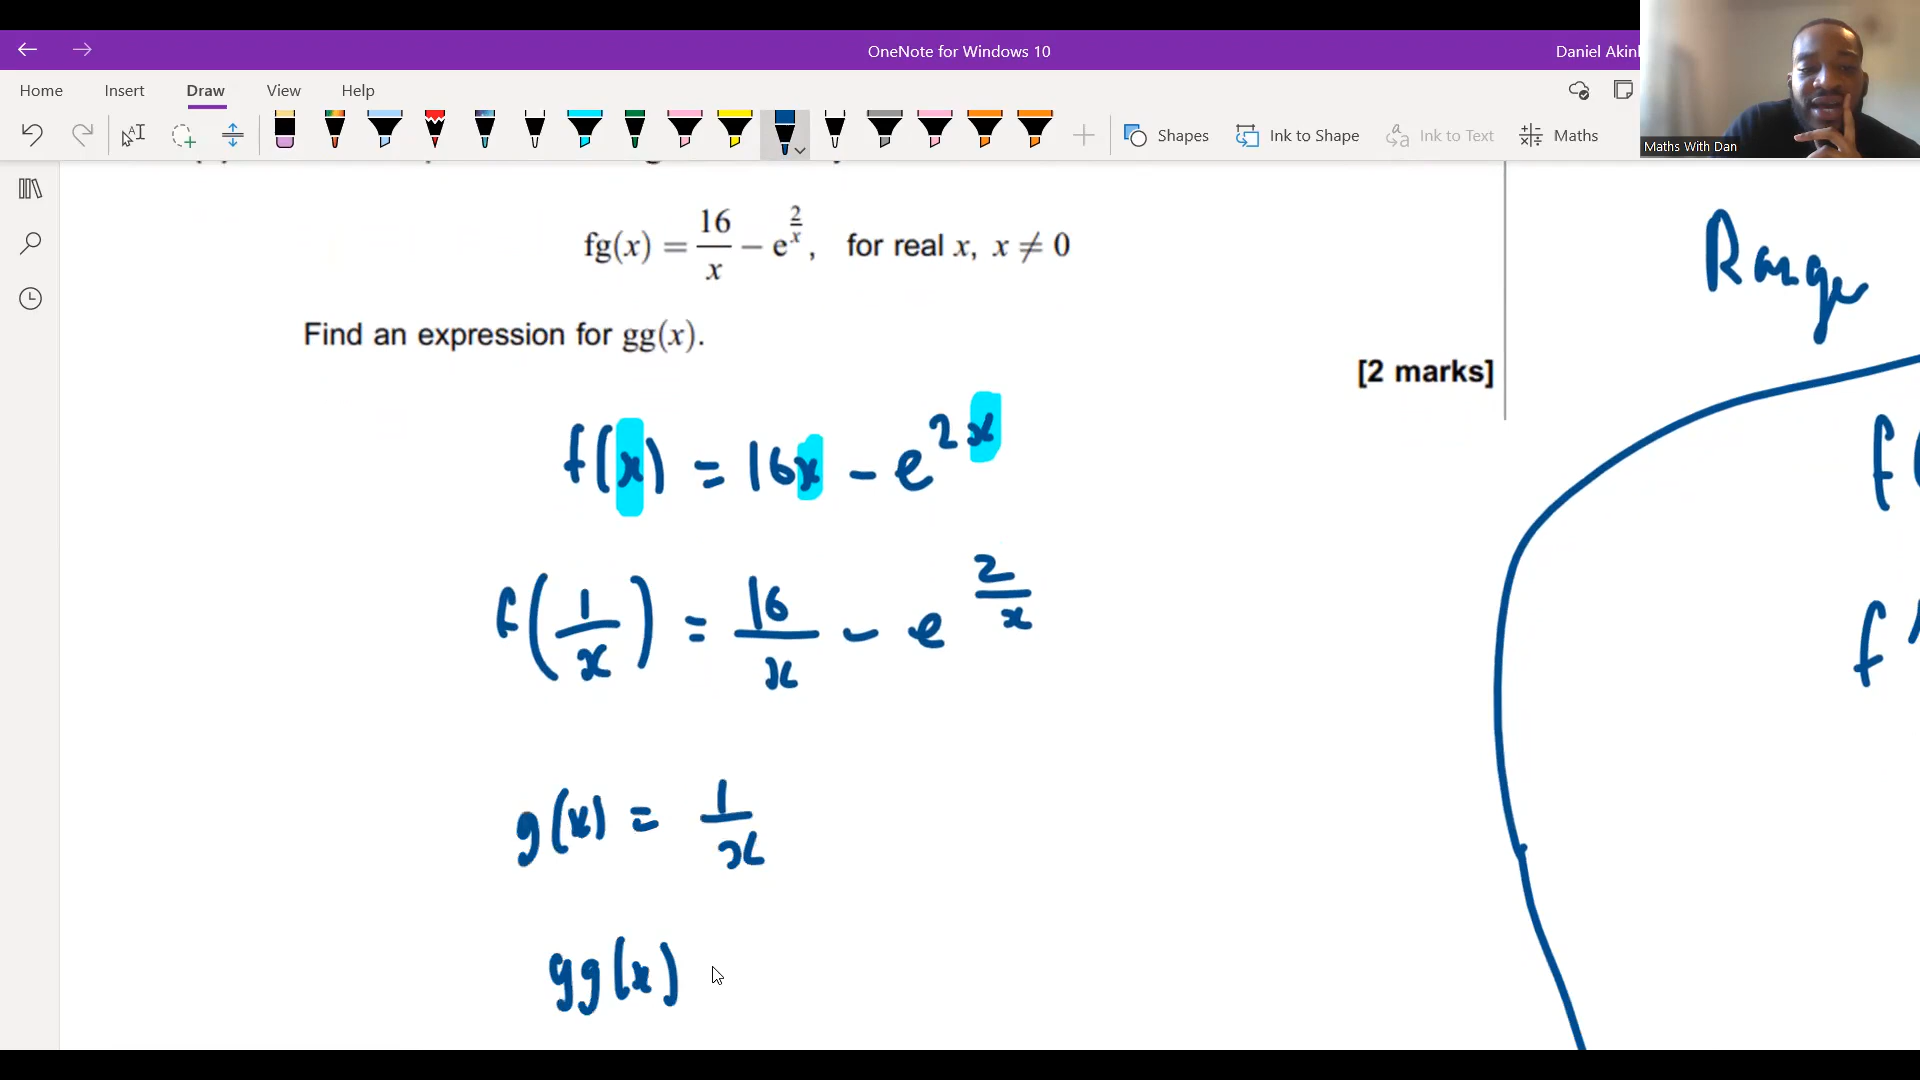 OneNote for Windows 10
Daniel Akinl
Home Insert Draw View Help
Shapes Ink to Shape Ink to Text Maths
Maths With Dan
fg(x) = 16/x − e^(2/x), for real x, x ≠ 0
Find an expression for gg(x).
[2 marks]
f(x) = 16x − e^(2x)
f(1/x) = 16/x − e^(2/x)
g(x) = 1/x
gg(x)
Range
f(
f